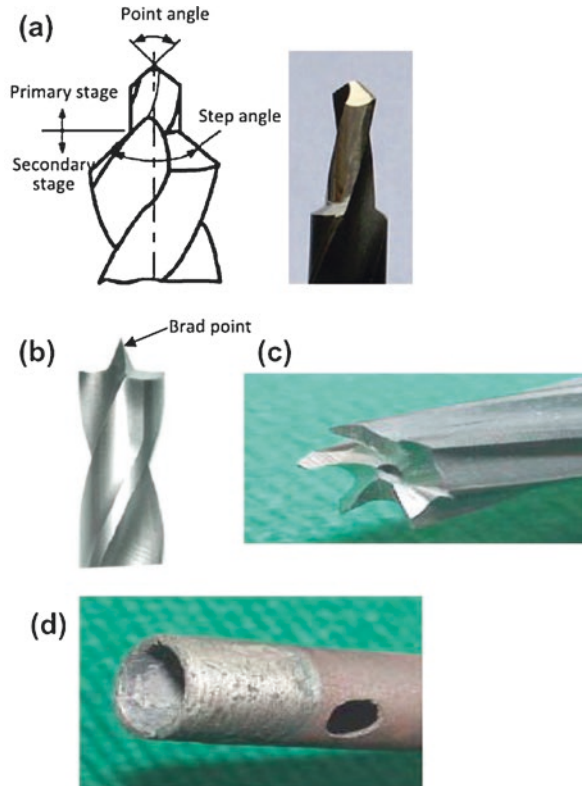 (a)
Point angle
Primary stage
Step angle
Secondary
stage
(b)
Brad point
(c)
(d)